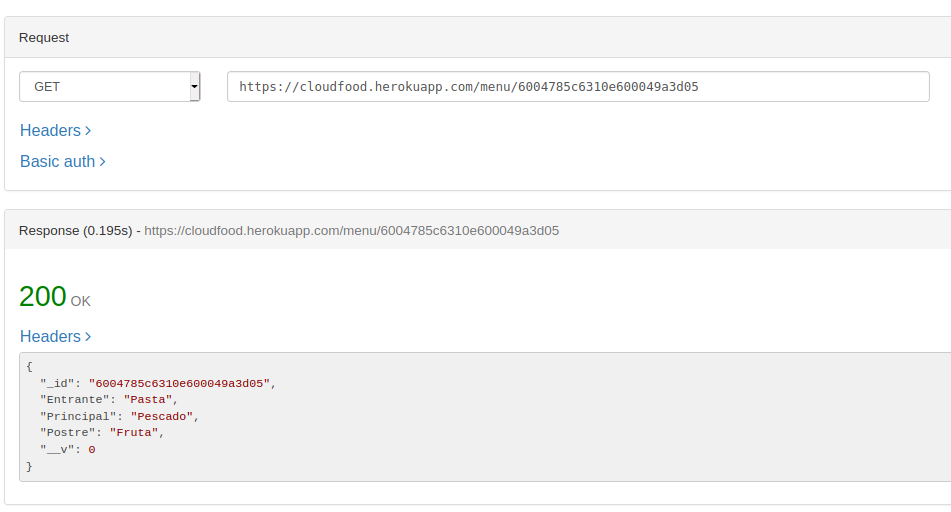 Request
GET https://cloudfood.herokuapp.com/menu/6004785c6310e600049a3d05
Headers >
Basic auth >
Response (0.195s) - https://cloudfood.herokuapp.com/menu/6004785c6310e600049a3d05
200 OK
Headers >
{
  "_id": "6004785c6310e600049a3d05",
  "Entrante": "Pasta",
  "Principal": "Pescado",
  "Postre": "Fruta",
  "__v": 0
}